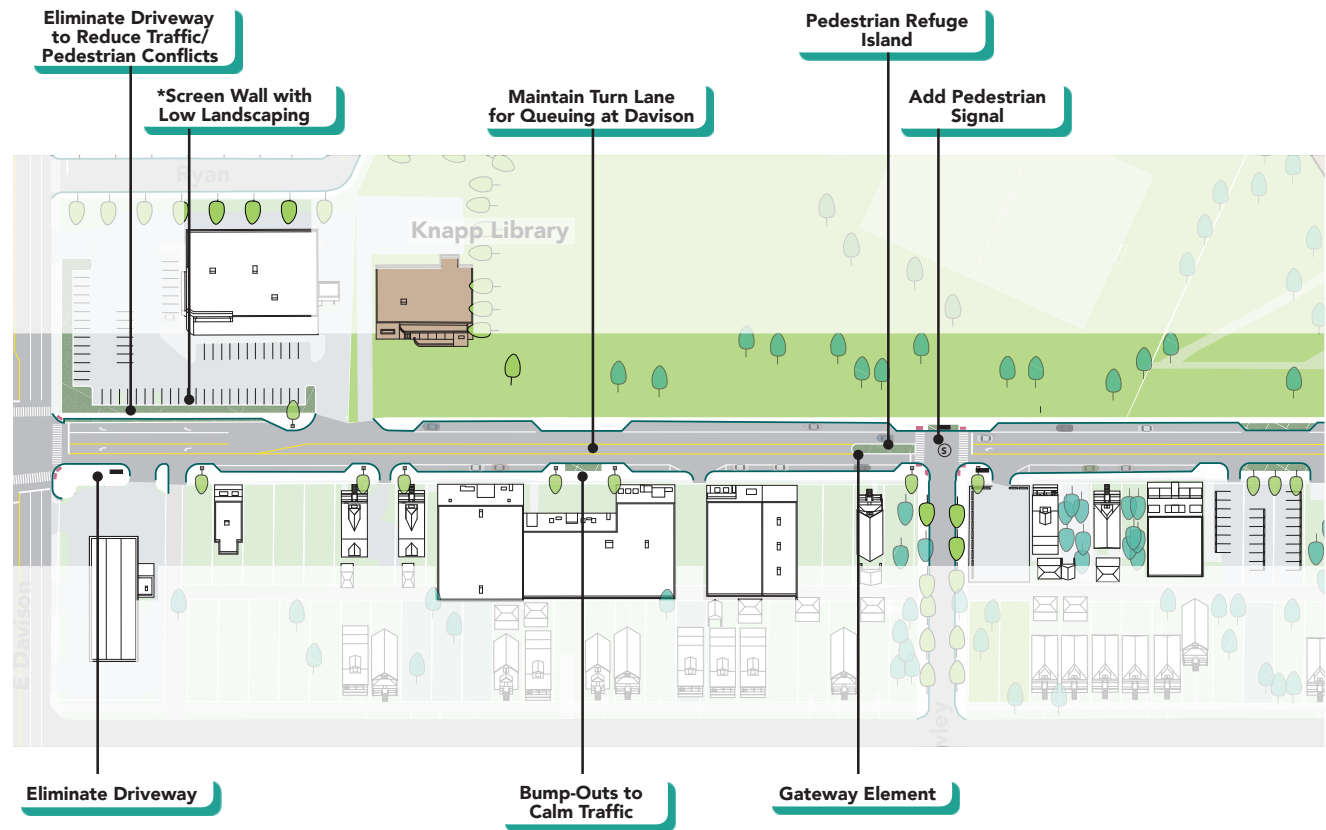 Eliminate Driveway
to Reduce Traffic/
Pedestrian Conflicts
Pedestrian Refuge
Island
*Screen Wall with
Low Landscaping
Maintain Turn Lane
for Queuing at Davison
Add Pedestrian
Signal
Ryan
Knapp Library
S
E Davison
Eliminate Driveway
Bump-Outs to
Calm Traffic
Gateway Element